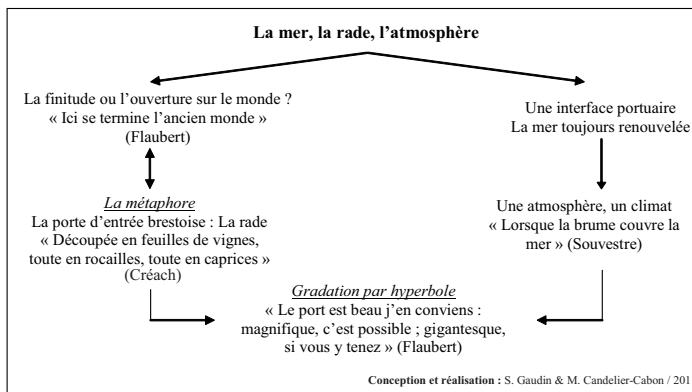 La mer, la rade, l’atmosphère
La finitude ou l’ouverture sur le monde ?
« Ici se termine l’ancien monde »
(Flaubert)
Une interface portuaire
La mer toujours renouvelée
La métaphore
La porte d’entrée brestoise : La rade
« Découpée en feuilles de vignes,
toute en rocailles, toute en caprices »
(Créach)
Une atmosphère, un climat
« Lorsque la brume couvre la
mer » (Souvestre)
Gradation par hyperbole
« Le port est beau j’en conviens :
magnifique, c’est possible ; gigantesque,
si vous y tenez » (Flaubert)
Conception et réalisation : S. Gaudin & M. Candelier-Cabon /